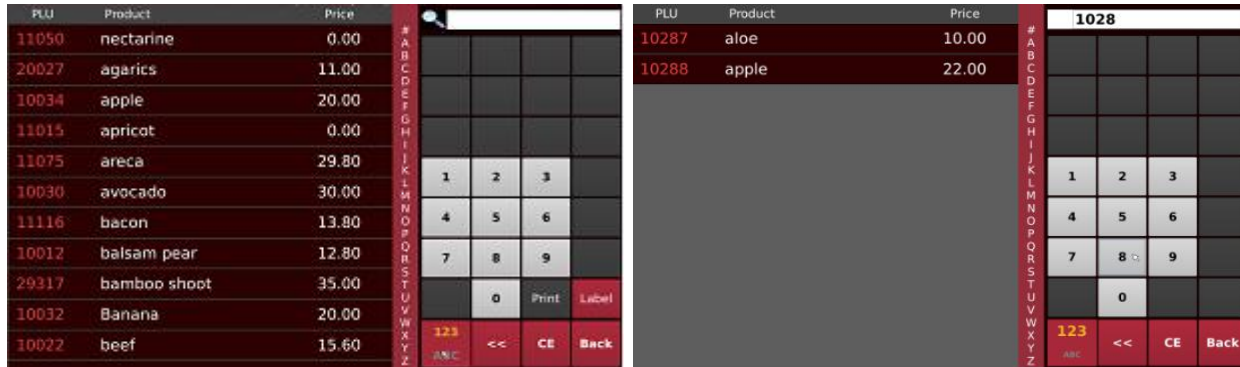 PLU Product Price
11050 nectarine 0.00
20027 agarics 11.00
10034 apple 20.00
11015 apricot 0.00
11075 areca 29.80
10030 avocado 30.00
11116 bacon 13.80
10012 balsam pear 12.80
29317 bamboo shoot 35.00
10032 Banana 20.00
10022 beef 15.60
#
A
B
C
D
E
F
G
H
I
J
K
L
M
N
O
P
Q
R
S
T
U
V
W
X
Y
Z
1 2 3
4 5 6
7 8 9
0 Print Label
123
ABC
<< CE Back
PLU Product Price
10287 aloe 10.00
10288 apple 22.00
#
A
B
C
D
E
F
G
H
I
J
K
L
M
N
O
P
Q
R
S
T
U
V
W
X
Y
Z
1028
1 2 3
4 5 6
7 8 9
0
123
ABC
<< CE Back